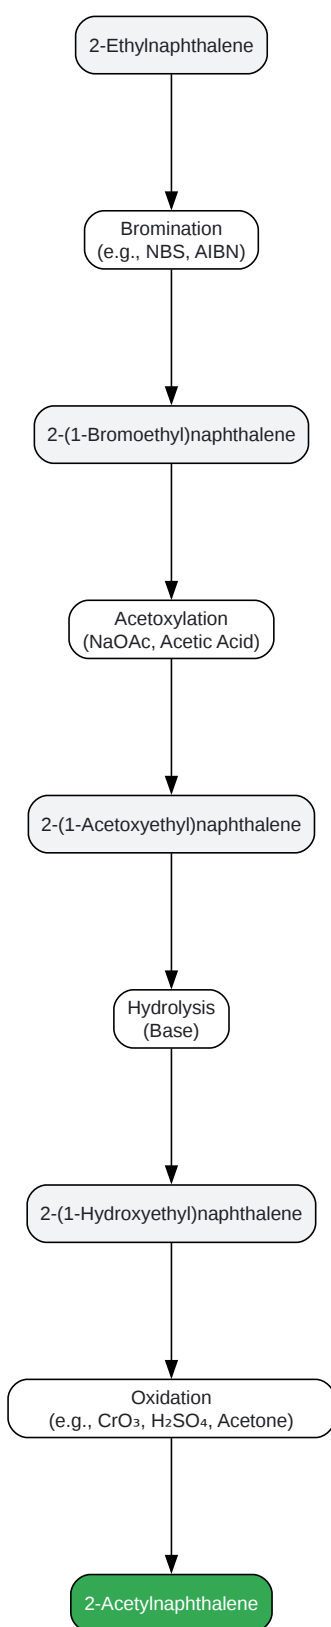 2-Ethylnaphthalene
Bromination
(e.g., NBS, AIBN)
2-(1-Bromoethyl)naphthalene
Acetoxylation
(NaOAc, Acetic Acid)
2-(1-Acetoxyethyl)naphthalene
Hydrolysis
(Base)
2-(1-Hydroxyethyl)naphthalene
Oxidation
(e.g., CrO₃, H₂SO₄, Acetone)
2-Acetylnaphthalene